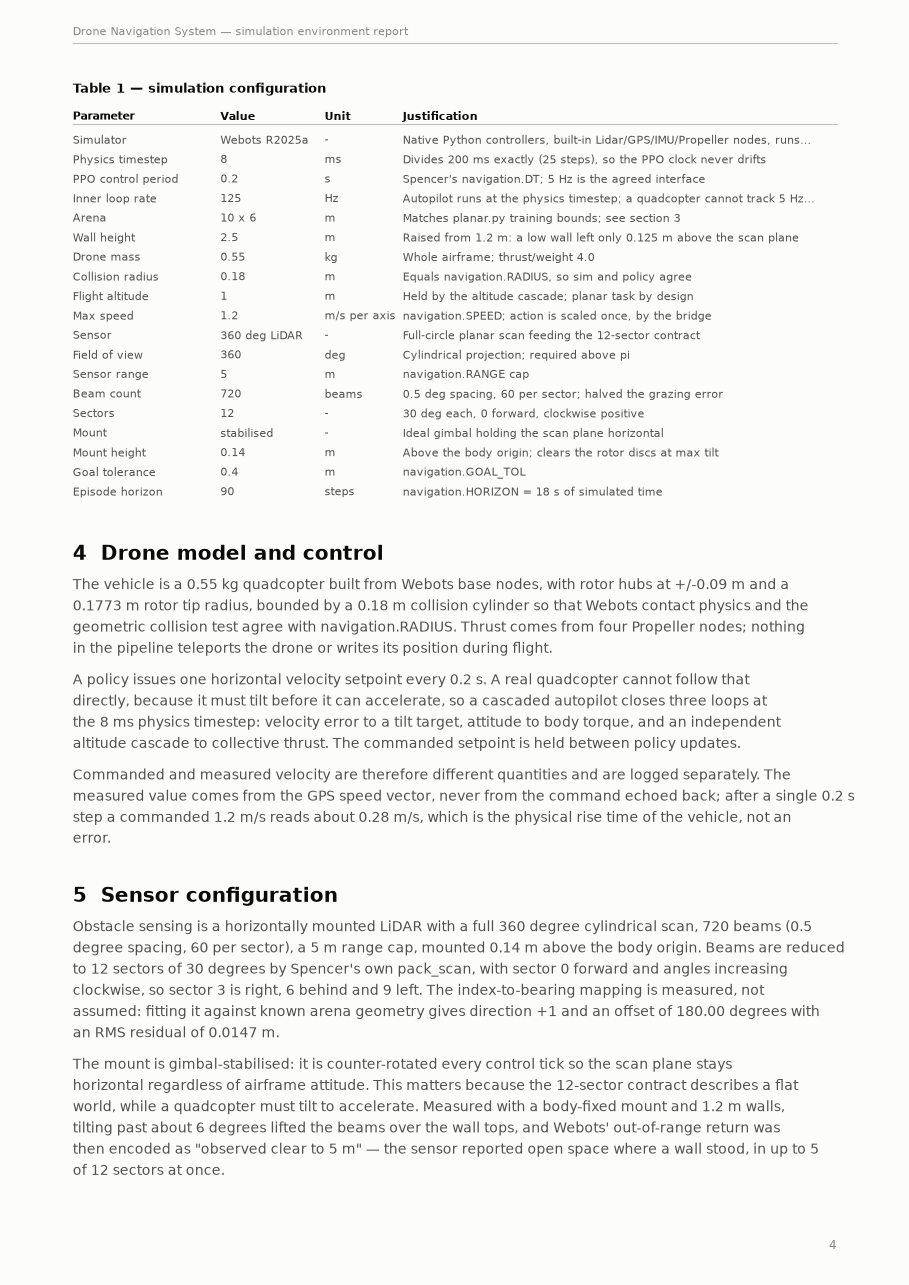 Drone Navigation System — simulation environment report
Table 1 — simulation configuration
Parameter Value Unit Justification
Simulator Webots R2025a - Native Python controllers, built-in Lidar/GPS/IMU/Propeller nodes, runs...
Physics timestep 8 ms Divides 200 ms exactly (25 steps), so the PPO clock never drifts
PPO control period 0.2 s Spencer's navigation.DT; 5 Hz is the agreed interface
Inner loop rate 125 Hz Autopilot runs at the physics timestep; a quadcopter cannot track 5 Hz...
Arena 10 x 6 m Matches planar.py training bounds; see section 3
Wall height 2.5 m Raised from 1.2 m: a low wall left only 0.125 m above the scan plane
Drone mass 0.55 kg Whole airframe; thrust/weight 4.0
Collision radius 0.18 m Equals navigation.RADIUS, so sim and policy agree
Flight altitude 1 m Held by the altitude cascade; planar task by design
Max speed 1.2 m/s per axis navigation.SPEED; action is scaled once, by the bridge
Sensor 360 deg LiDAR - Full-circle planar scan feeding the 12-sector contract
Field of view 360 deg Cylindrical projection; required above pi
Sensor range 5 m navigation.RANGE cap
Beam count 720 beams 0.5 deg spacing, 60 per sector; halved the grazing error
Sectors 12 - 30 deg each, 0 forward, clockwise positive
Mount stabilised - Ideal gimbal holding the scan plane horizontal
Mount height 0.14 m Above the body origin; clears the rotor discs at max tilt
Goal tolerance 0.4 m navigation.GOAL_TOL
Episode horizon 90 steps navigation.HORIZON = 18 s of simulated time
4 Drone model and control
The vehicle is a 0.55 kg quadcopter built from Webots base nodes, with rotor hubs at +/-0.09 m and a
0.1773 m rotor tip radius, bounded by a 0.18 m collision cylinder so that Webots contact physics and the
geometric collision test agree with navigation.RADIUS. Thrust comes from four Propeller nodes; nothing
in the pipeline teleports the drone or writes its position during flight.
A policy issues one horizontal velocity setpoint every 0.2 s. A real quadcopter cannot follow that
directly, because it must tilt before it can accelerate, so a cascaded autopilot closes three loops at
the 8 ms physics timestep: velocity error to a tilt target, attitude to body torque, and an independent
altitude cascade to collective thrust. The commanded setpoint is held between policy updates.
Commanded and measured velocity are therefore different quantities and are logged separately. The
measured value comes from the GPS speed vector, never from the command echoed back; after a single 0.2 s
step a commanded 1.2 m/s reads about 0.28 m/s, which is the physical rise time of the vehicle, not an
error.
5 Sensor configuration
Obstacle sensing is a horizontally mounted LiDAR with a full 360 degree cylindrical scan, 720 beams (0.5
degree spacing, 60 per sector), a 5 m range cap, mounted 0.14 m above the body origin. Beams are reduced
to 12 sectors of 30 degrees by Spencer's own pack_scan, with sector 0 forward and angles increasing
clockwise, so sector 3 is right, 6 behind and 9 left. The index-to-bearing mapping is measured, not
assumed: fitting it against known arena geometry gives direction +1 and an offset of 180.00 degrees with
an RMS residual of 0.0147 m.
The mount is gimbal-stabilised: it is counter-rotated every control tick so the scan plane stays
horizontal regardless of airframe attitude. This matters because the 12-sector contract describes a flat
world, while a quadcopter must tilt to accelerate. Measured with a body-fixed mount and 1.2 m walls,
tilting past about 6 degrees lifted the beams over the wall tops, and Webots' out-of-range return was
then encoded as "observed clear to 5 m" — the sensor reported open space where a wall stood, in up to 5
of 12 sectors at once.
4